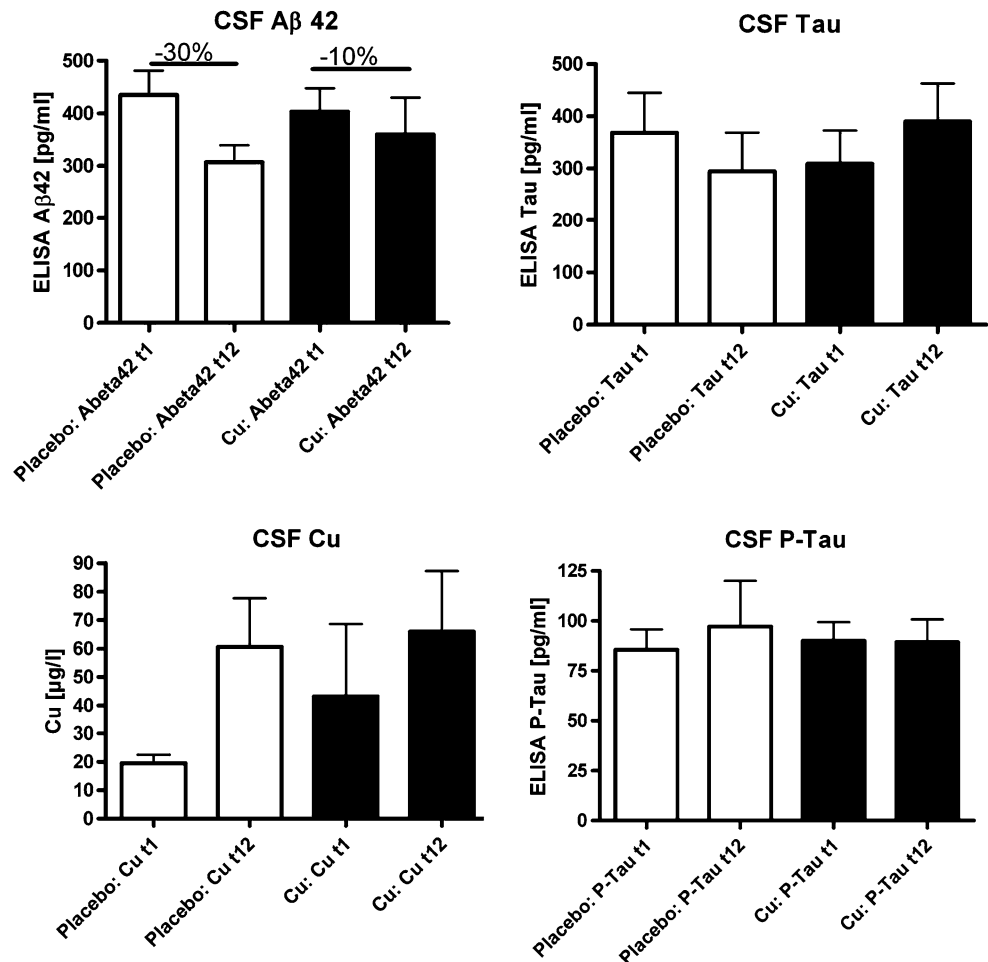 CSF Aβ 42
-30%
-10%
ELISA Aβ42 [pg/ml]
500
400
300
200
100
0
Placebo: Abeta42 t1
Placebo: Abeta42 t12
Cu: Abeta42 t1
Cu: Abeta42 t12
CSF Tau
ELISA Tau [pg/ml]
500
400
300
200
100
0
Placebo: Tau t1
Placebo: Tau t12
Cu: Tau t1
Cu: Tau t12
CSF Cu
Cu [µg/l]
90
80
70
60
50
40
30
20
10
0
Placebo: Cu t1
Placebo: Cu t12
Cu: Cu t1
Cu: Cu t12
CSF P-Tau
ELISA P-Tau [pg/ml]
125
100
75
50
25
0
Placebo: P-Tau t1
Placebo: P-Tau t12
Cu: P-Tau t1
Cu: P-Tau t12